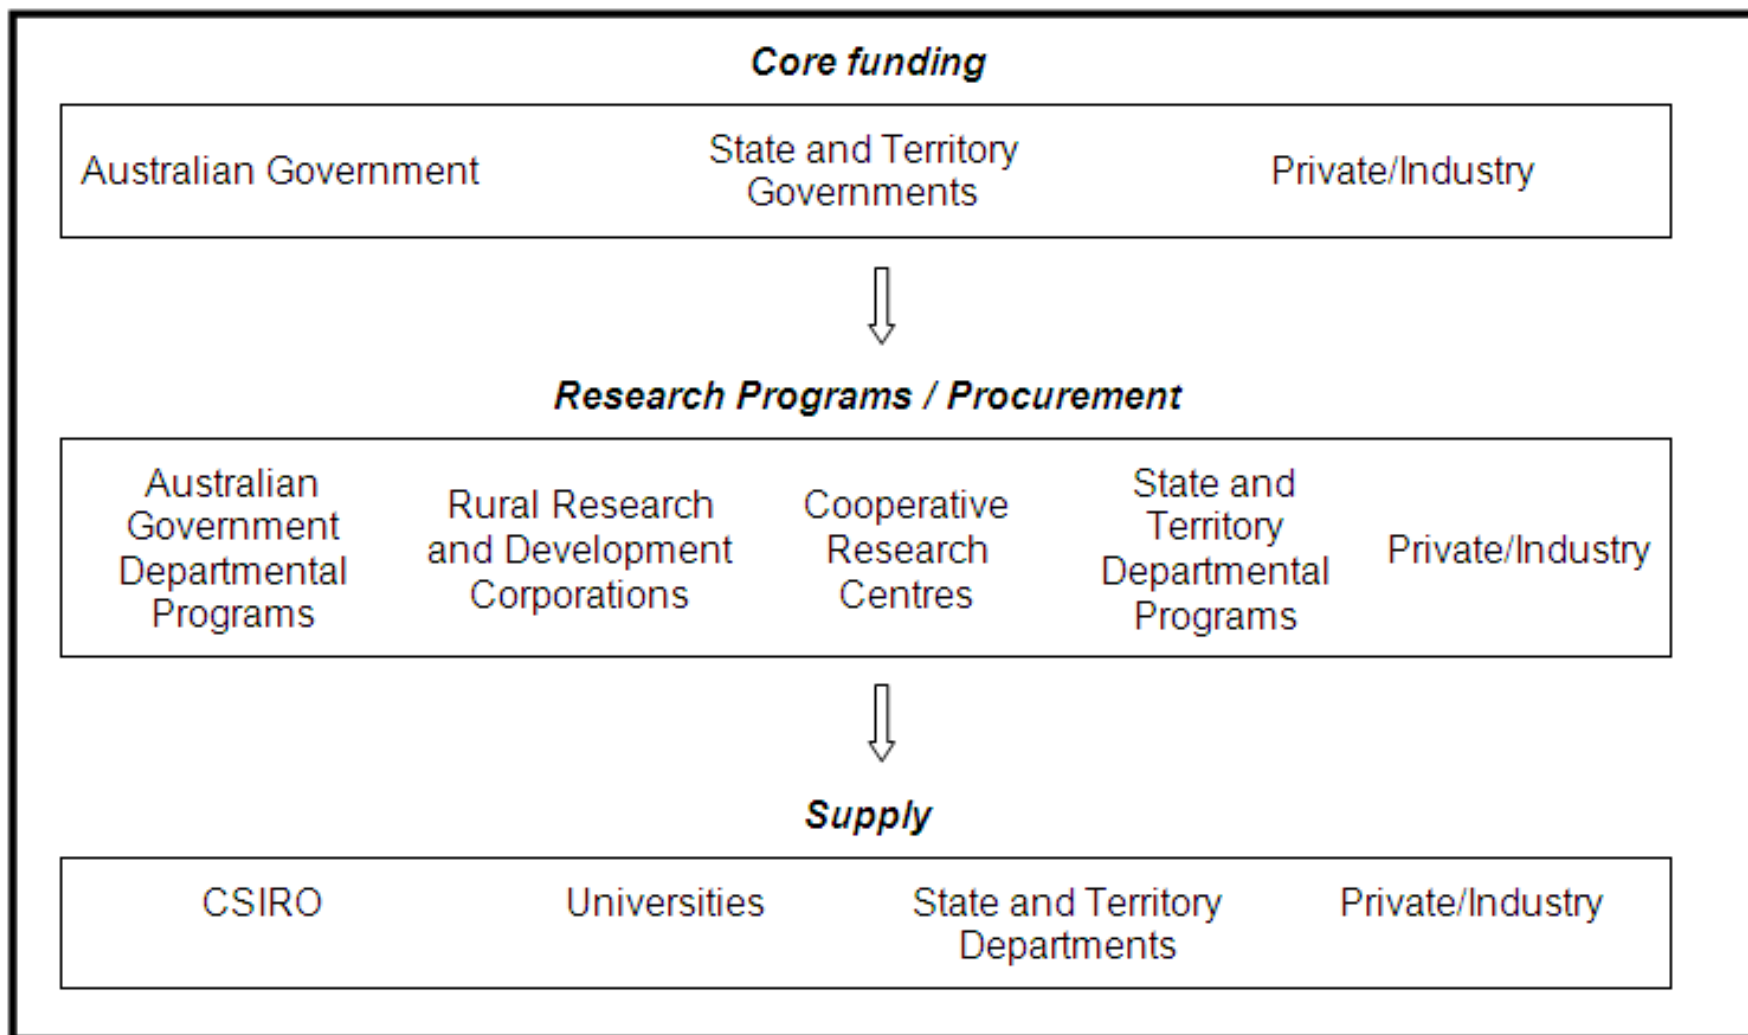 Core funding
Australian Government
State and Territory
Governments
Private/Industry
Research Programs / Procurement
Australian
Government
Departmental
Programs
Rural Research
and Development
Corporations
Cooperative
Research
Centres
State and
Territory
Departmental
Programs
Private/Industry
Supply
CSIRO
Universities
State and Territory
Departments
Private/Industry